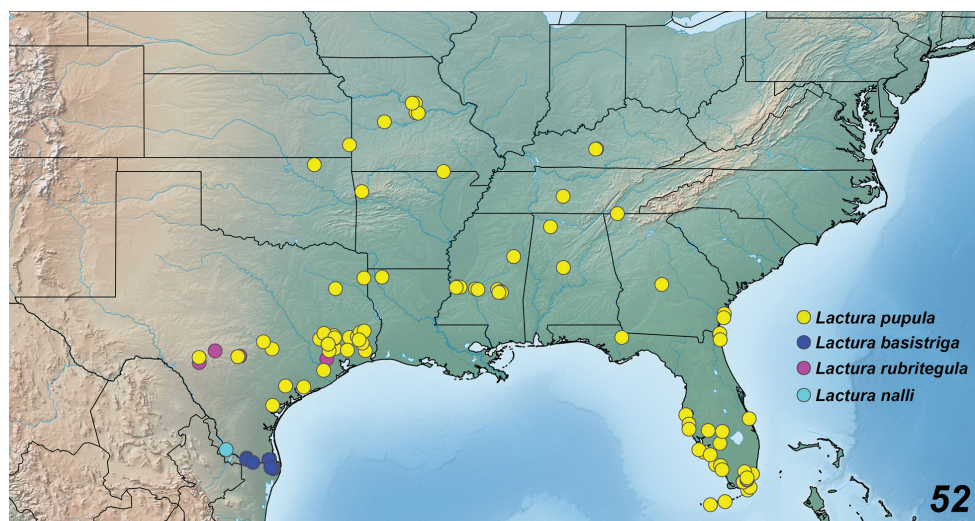 Lactura pupula
Lactura basistriga
Lactura rubritegula
Lactura nalli
52